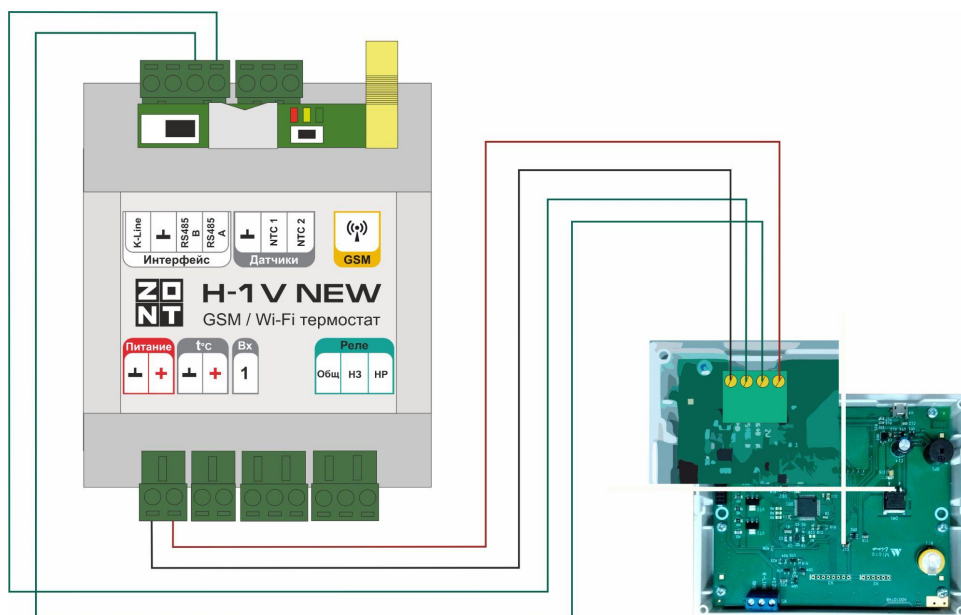 K-Line
RS485 B
RS485 A
NTC 1
NTC 2
Интерфейс
Датчики
GSM
ZONT
H-1V NEW
GSM / Wi-Fi термостат
Питание
t°C
Вх
Реле
+
+
1
Общ
НЗ
НР